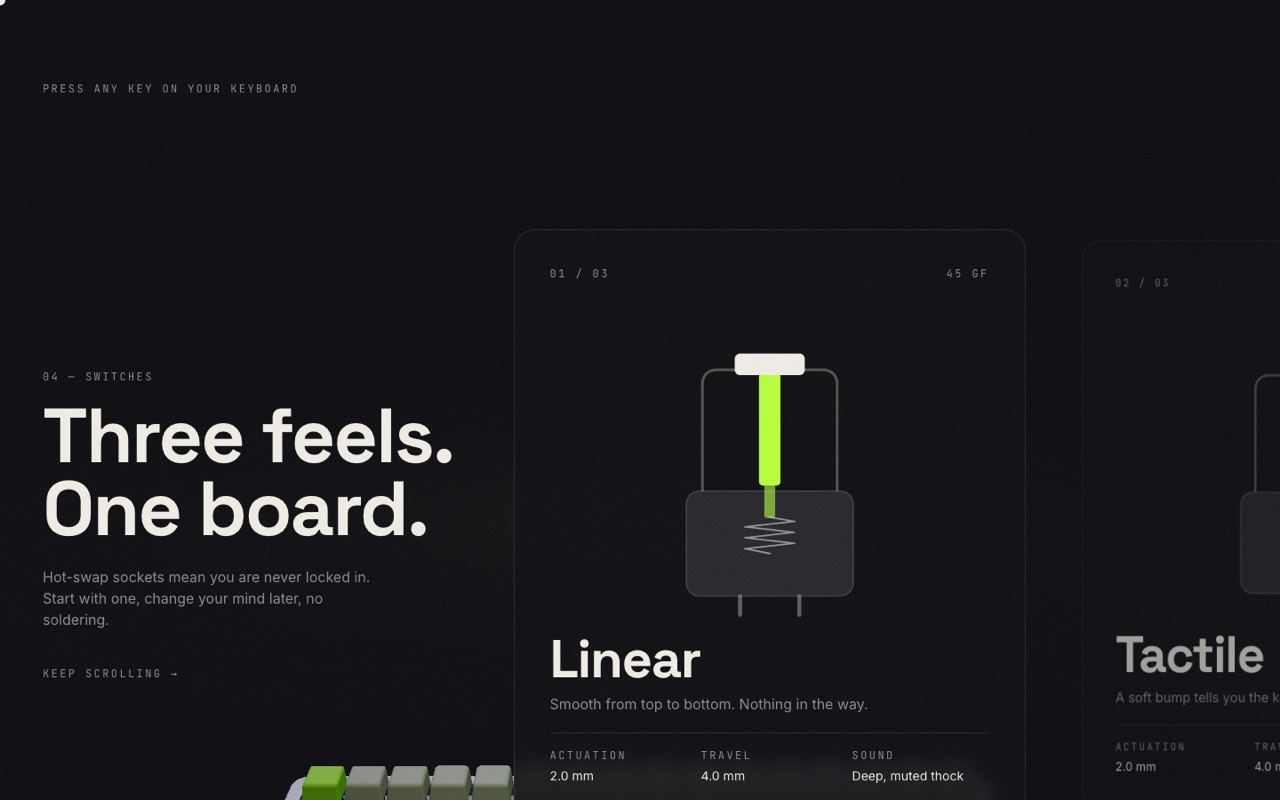 PRESS ANY KEY ON YOUR KEYBOARD
04 — SWITCHES
Three feels.
One board.
Hot-swap sockets mean you are never locked in.
Start with one, change your mind later, no
soldering.
KEEP SCROLLING →
01 / 03
45 GF
Linear
Smooth from top to bottom. Nothing in the way.
ACTUATION
TRAVEL
SOUND
2.0 mm
4.0 mm
Deep, muted thock
02 / 03
Tactile
A soft bump tells you the
ACTUATION
2.0 mm
4.0